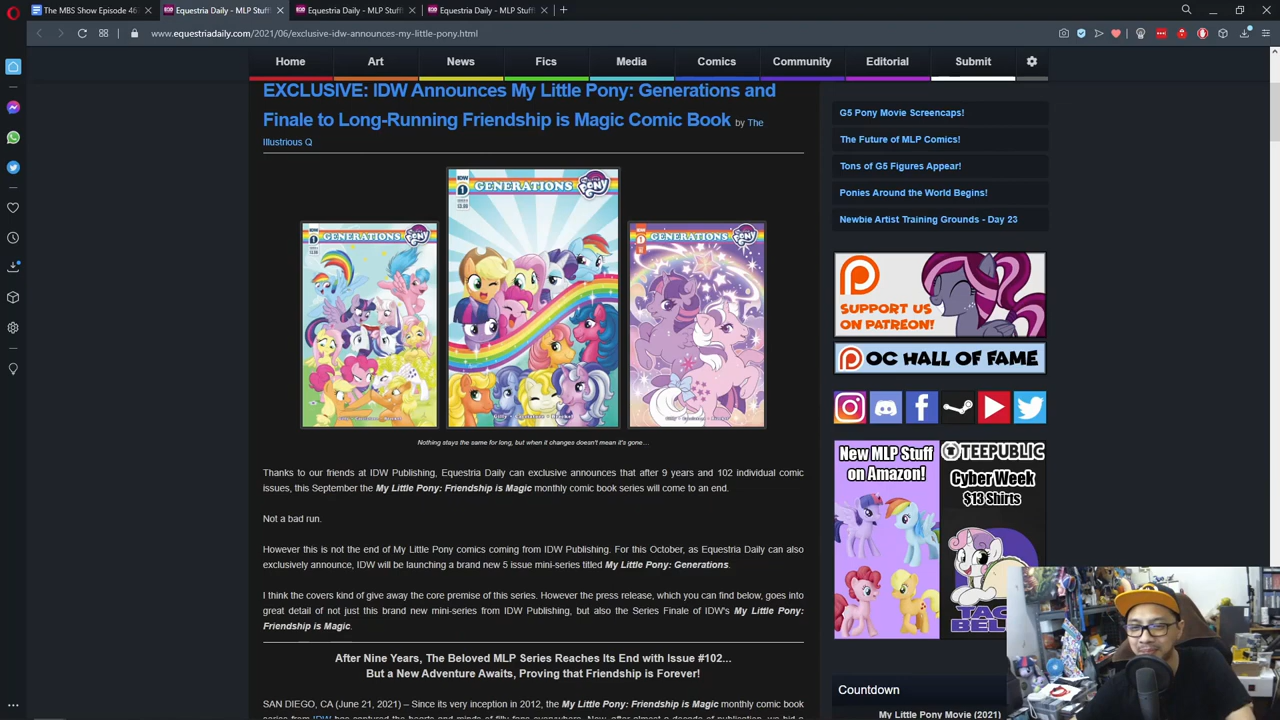 The MBS Show Episode 46
Equestria Daily - MLP Stuff
Equestria Daily - MLP Stuff!
Equestria Daily - MLP Stuff!
www.equestriadaily.com/2021/06/exclusive-idw-announces-my-little-pony.html
Home
Art
News
Fics
Media
Comics
Community
Editorial
Submit
EXCLUSIVE: IDW Announces My Little Pony: Generations and
Finale to Long-Running Friendship is Magic Comic Book by The
Illustrious Q
IDW
1
GENERATIONS
Pony
IDW
1
GENERATIONS
Pony
IDW
1
GENERATIONS
Pony
Nothing stays the same for long, but when it changes doesn't mean it's gone…
Thanks to our friends at IDW Publishing, Equestria Daily can exclusive announces that after 9 years and 102 individual comic
issues, this September the My Little Pony: Friendship is Magic monthly comic book series will come to an end.
Not a bad run.
However this is not the end of My Little Pony comics coming from IDW Publishing. For this October, as Equestria Daily can also
exclusively announce, IDW will be launching a brand new 5 issue mini-series titled My Little Pony: Generations.
I think the covers kind of give away the core premise of this series. However the press release, which you can find below, goes into
great detail of not just this brand new mini-series from IDW Publishing, but also the Series Finale of IDW's My Little Pony:
Friendship is Magic.
After Nine Years, The Beloved MLP Series Reaches Its End with Issue #102...
But a New Adventure Awaits, Proving that Friendship is Forever!
SAN DIEGO, CA (June 21, 2021) – Since its very inception in 2012, the My Little Pony: Friendship is Magic monthly comic book
G5 Pony Movie Screencaps!
The Future of MLP Comics!
Tons of G5 Figures Appear!
Ponies Around the World Begins!
Newbie Artist Training Grounds - Day 23
SUPPORT US
ON PATREON!
OC HALL OF FAME
New MLP Stuff
on Amazon!
TEEPUBLIC
Cyber Week
$13 Shirts
TACO
BEL
Countdown
My Little Pony Movie (2021)